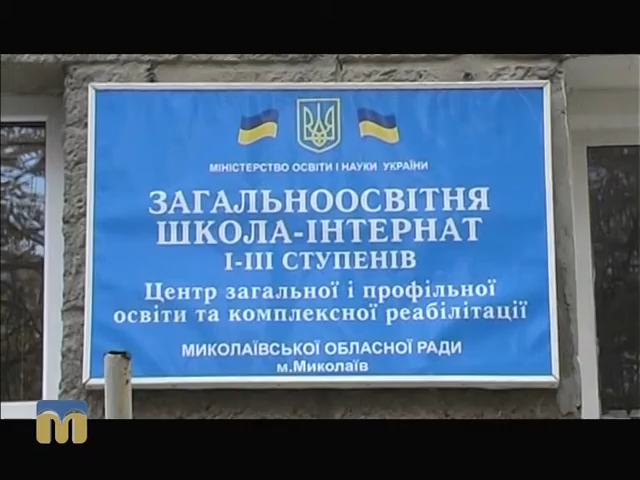 МІНІСТЕРСТВО ОСВІТИ І НАУКИ УКРАЇНИ
ЗАГАЛЬНООСВІТНЯ
ШКОЛА-ІНТЕРНАТ
І-ІІІ СТУПЕНІВ
Центр загальної і профільної
освіти та комплексної реабілітації
МИКОЛАЇВСЬКОЇ ОБЛАСНОЇ РАДИ
м.Миколаїв